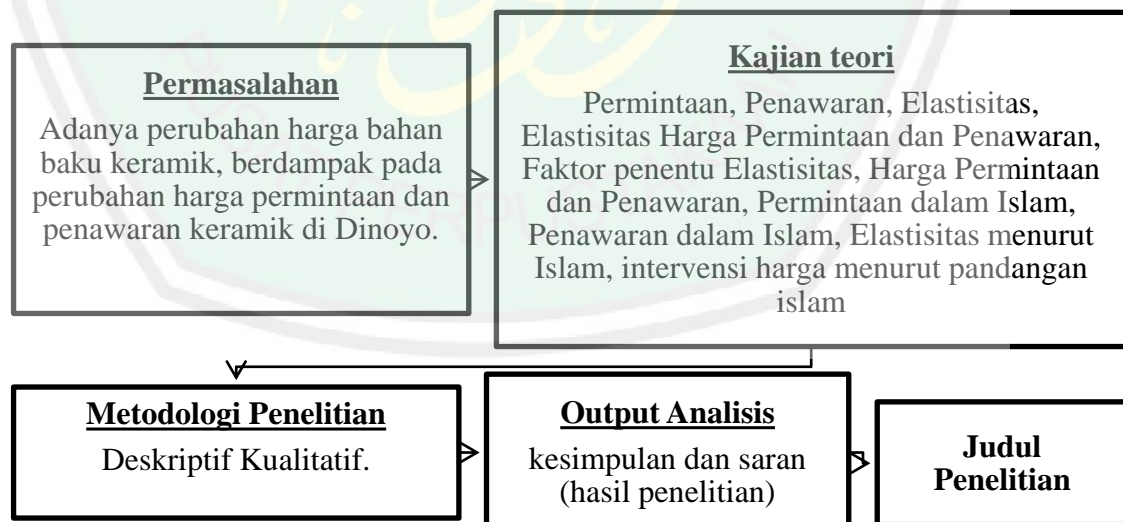 Permasalahan
Adanya perubahan harga bahan
baku keramik, berdampak pada
perubahan harga permintaan dan
penawaran keramik di Dinoyo.
Kajian teori
Permintaan, Penawaran, Elastisitas,
Elastisitas Harga Permintaan dan Penawaran,
Faktor penentu Elastisitas, Harga Permintaan
dan Penawaran, Permintaan dalam Islam,
Penawaran dalam Islam, Elastisitas menurut
Islam, intervensi harga menurut pandangan
islam
Metodologi Penelitian
Deskriptif Kualitatif.
Output Analisis
kesimpulan dan saran
(hasil penelitian)
Judul
Penelitian